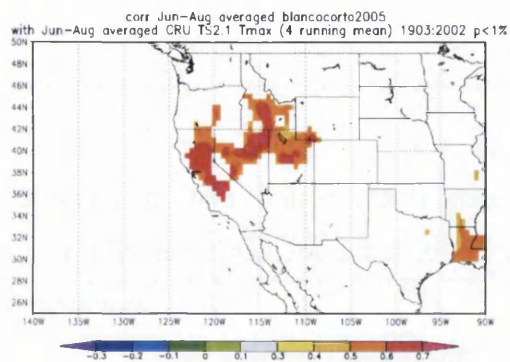 corr Jun-Aug averaged blancocorto2005
with Jun-Aug averaged CRU TS2.1 Tmax (4 running mean) 1903:2002 p<1%
50N
48N
46N
44N
42N
40N
38N
36N
34N
32N
30N
28N
26N
140W 135W 130W 125W 120W 115W 110W 105W 100W 95W 90W
-0.3 -0.2 -0.1 0 0.1 0.3 0.4 0.5 0.6 0.7